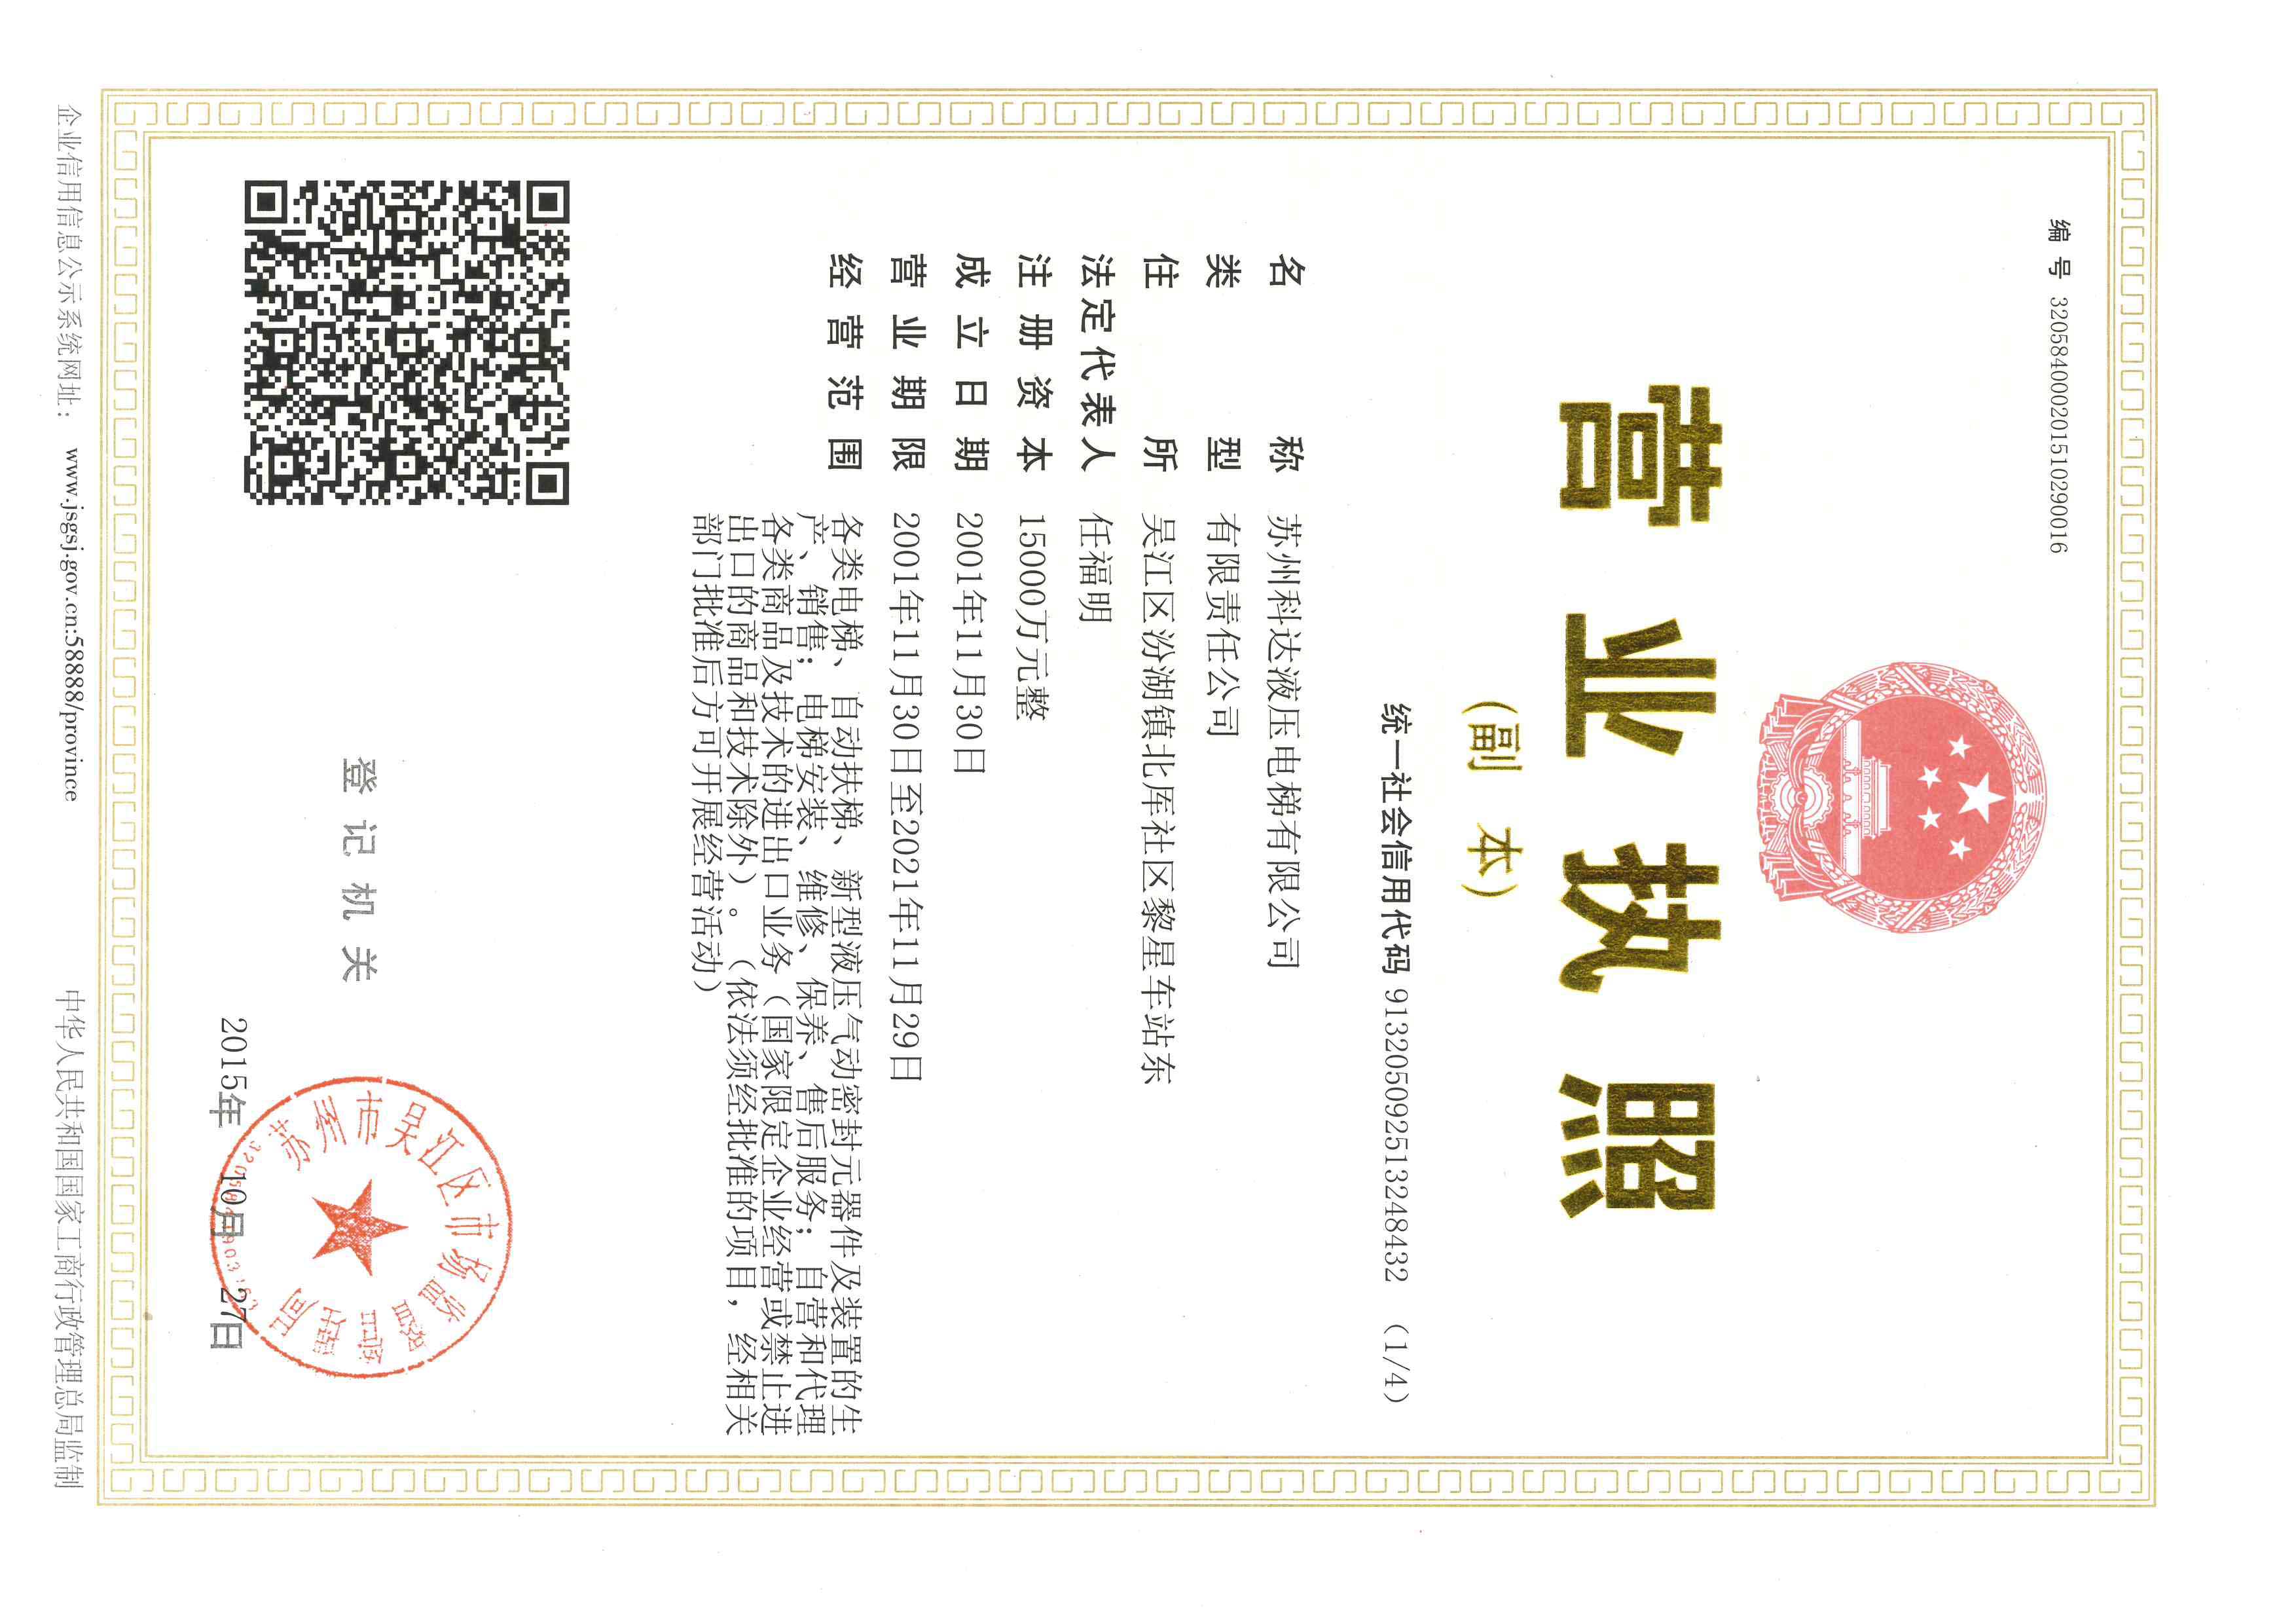 编 号 320584000201510290016
营业执照
(副 本)
统一社会信用代码 913205092513248432 (1/4)
名 称 苏州科达液压电梯有限公司
类 型 有限责任公司
住 所 吴江区汾湖镇北厍社区黎星车站东
法定代表人 任福明
注 册 资 本 15000万元整
成 立 日 期 2001年11月30日
营 业 期 限 2001年11月30日至2021年11月29日
经 营 范 围 各类电梯、自动扶梯、新型液压气动密封元器件及装置的生
产、销售；电梯安装、维修、保养、售后服务；自营和代理
各类商品及技术的进出口业务（国家限定企业经营或禁止进
出口的商品和技术除外）。（依法须经批准的项目，经相关
部门批准后方可开展经营活动）
登 记 机 关
苏州市吴江区市场监督管理局
2015年 10月 27日
企业信用信息公示系统网址： www.jsgsj.gov.cn:58888/province
中华人民共和国国家工商行政管理总局监制